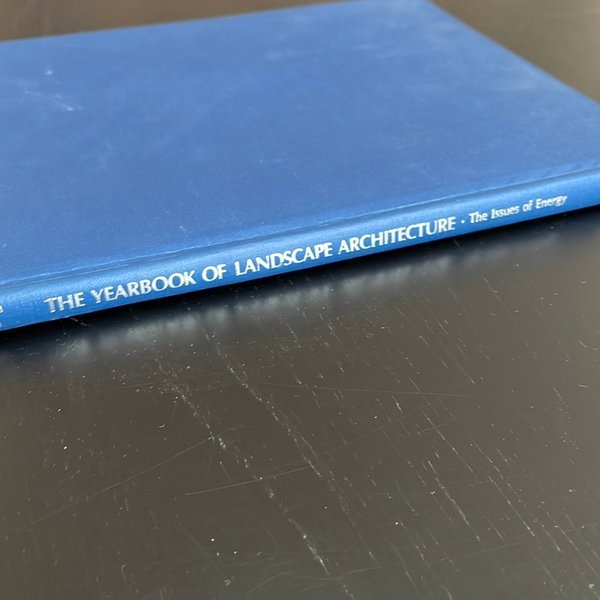 THE YEARBOOK OF LANDSCAPE ARCHITECTURE • The Issues of Energy